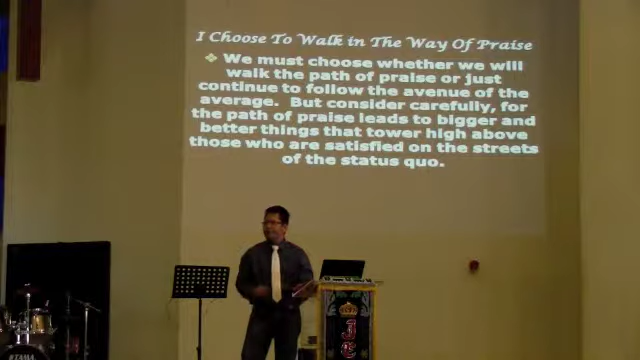 I Choose To Walk in The Way Of Praise
We must choose whether we will
walk the path of praise or just
continue to follow the avenue of the
average. But consider carefully, for
the path of praise leads to bigger and
better things that tower high above
those who are satisfied on the streets
of the status quo.
TAMA